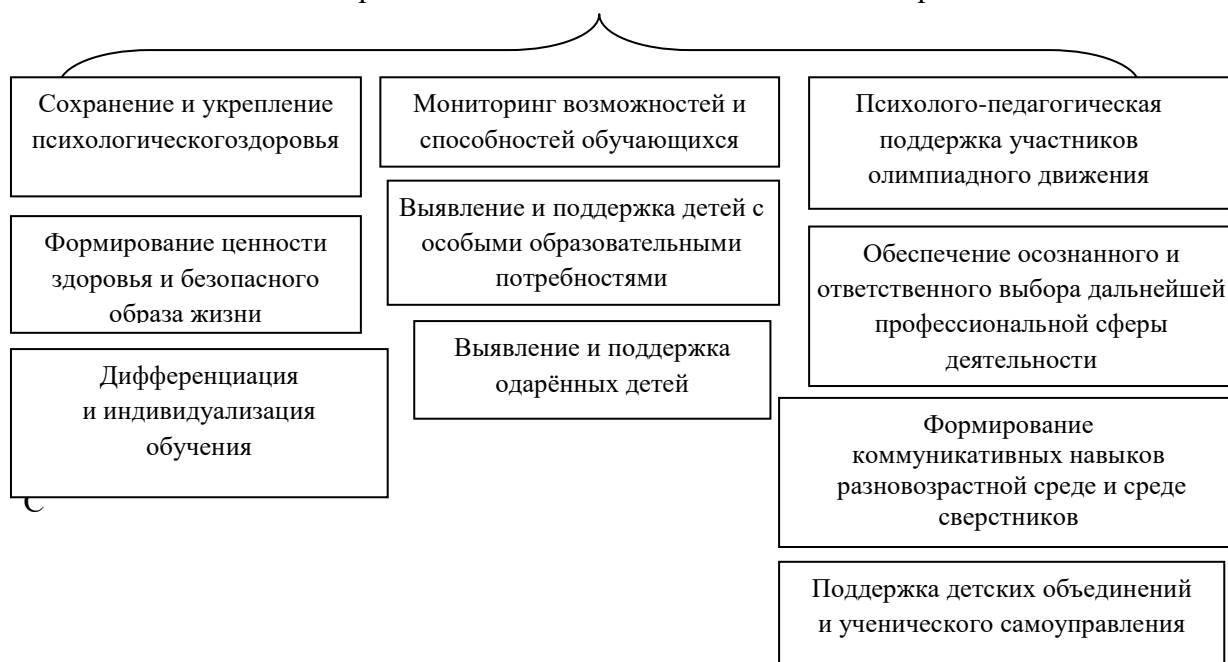 Сохранение и укрепление
психологическогоздоровья
Формирование ценности
здоровья и безопасного
образа жизни
Дифференциация
и индивидуализация
обучения
С
Мониторинг возможностей и
способностей обучающихся
Выявление и поддержка детей с
особыми образовательными
потребностями
Выявление и поддержка
одарённых детей
Психолого-педагогическая
поддержка участников
олимпиадного движения
Обеспечение осознанного и
ответственного выбора дальнейшей
профессиональной сферы
деятельности
Формирование
коммуникативных навыков
разновозрастной среде и среде
сверстников
Поддержка детских объединений
и ученического самоуправления